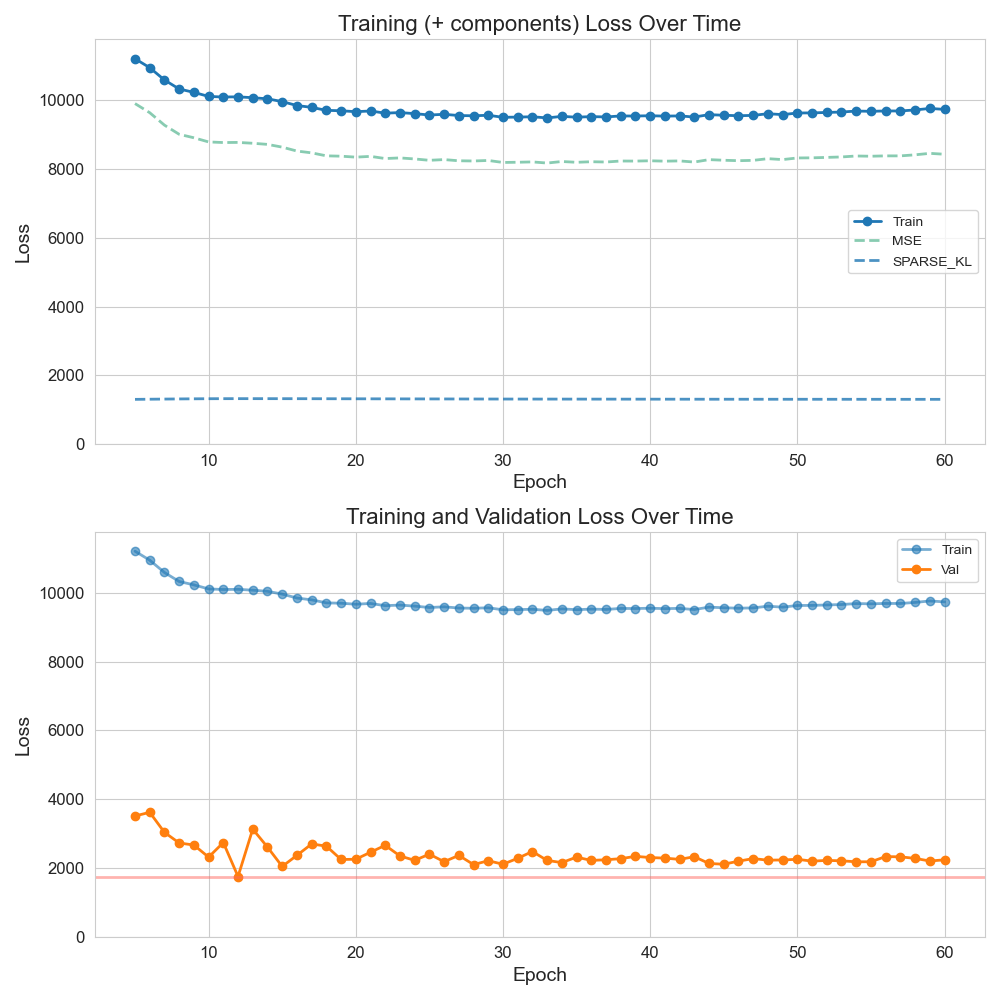 Training (+ components) Loss Over Time
10000
8000
6000
4000
2000
0
Loss
Train
MSE
SPARSE_KL
10 20 30 40 50 60
Epoch
Training and Validation Loss Over Time
10000
8000
6000
4000
2000
0
Loss
Train
Val
10 20 30 40 50 60
Epoch